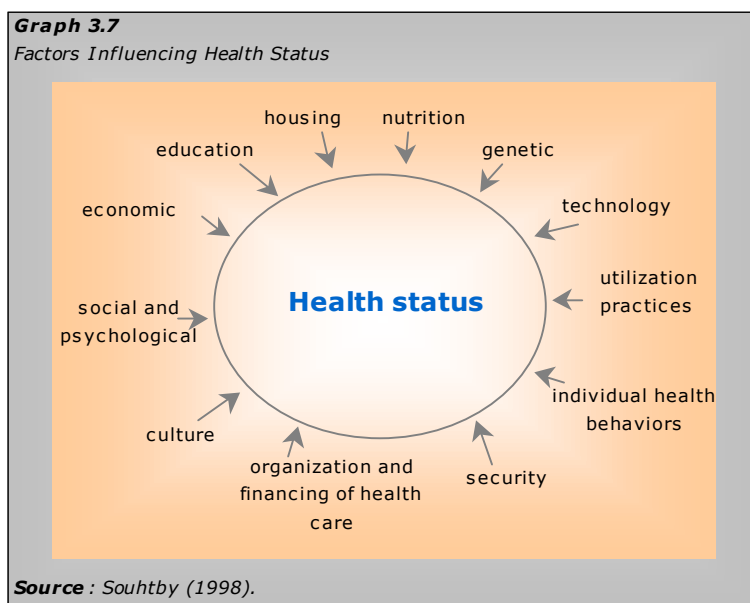 Graph 3.7
Factors Influencing Health Status
housing
nutrition
education
genetic
economic
technology
utilization
practices
Health status
social and
psychological
individual health
behaviors
culture
organization and
financing of health
care
security
Source : Souhtby (1998).